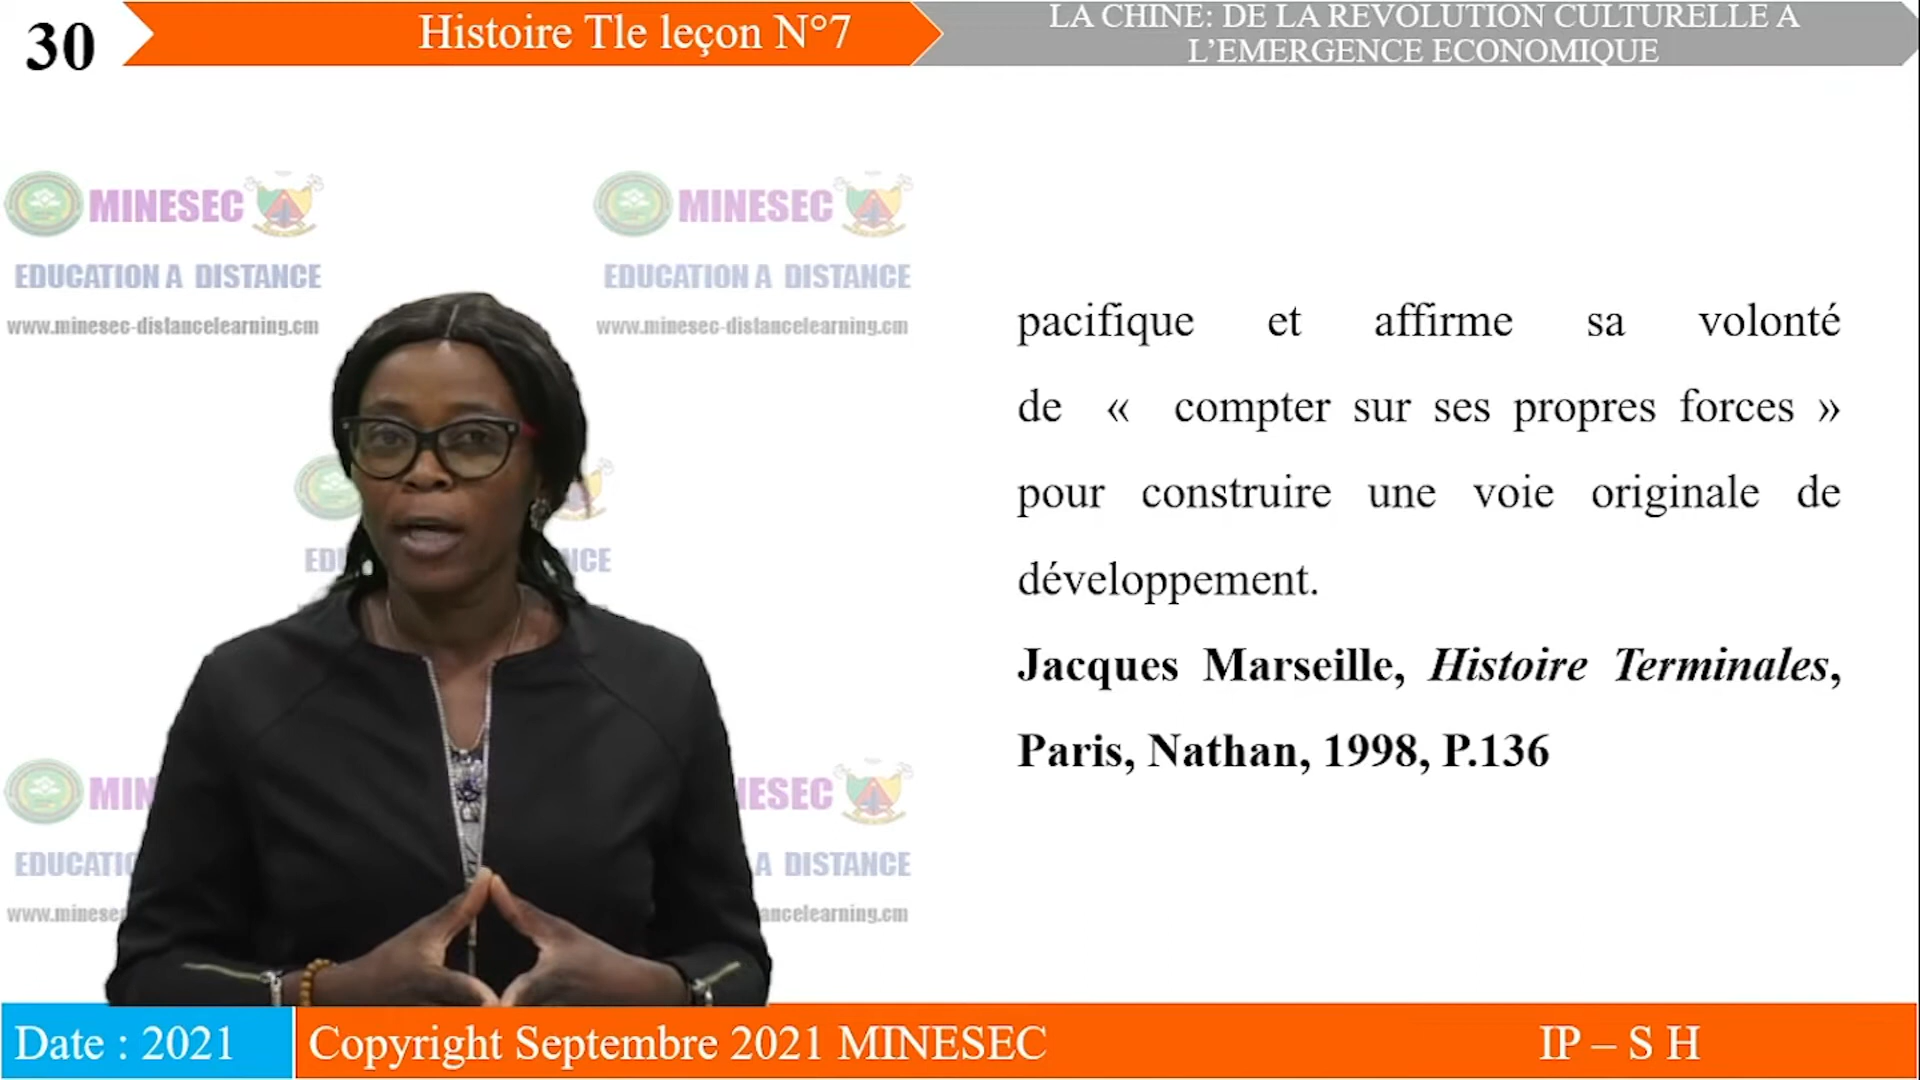 30
Histoire Tle leçon N°7
LA CHINE: DE LA REVOLUTION CULTURELLE A
L’EMERGENCE ECONOMIQUE
MINESEC
EDUCATION A DISTANCE
www.minesec-distancelearning.cm
MINESEC
EDUCATION A DISTANCE
www.minesec-distancelearning.cm
pacifique et affirme sa volonté
de « compter sur ses propres forces »
pour construire une voie originale de
développement.
Jacques Marseille, Histoire Terminales,
Paris, Nathan, 1998, P.136
Date : 2021
Copyright Septembre 2021 MINESEC
IP – S H